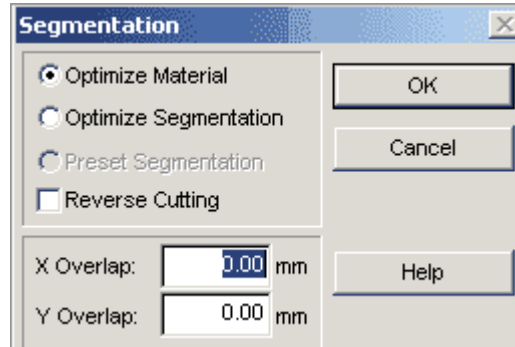 Segmentation
Optimize Material
Optimize Segmentation
Preset Segmentation
Reverse Cutting
OK
Cancel
X Overlap: 0.00 mm
Y Overlap: 0.00 mm
Help